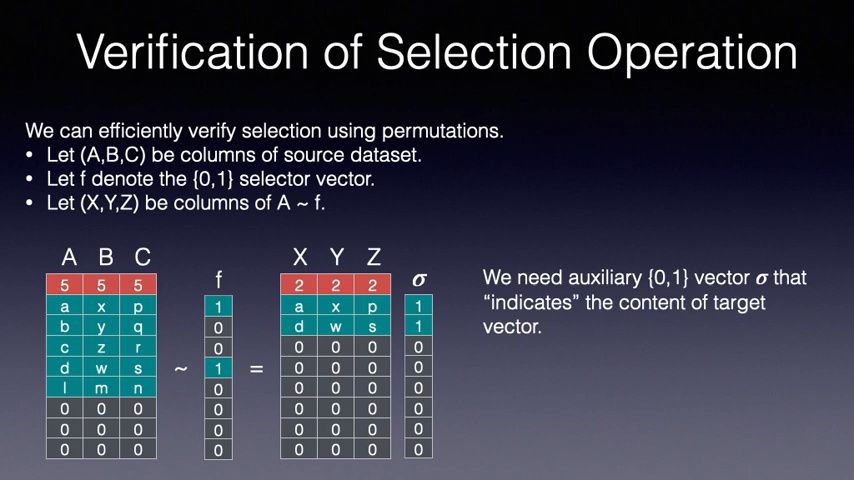 Verification of Selection Operation
We can efficiently verify selection using permutations.
• Let (A,B,C) be columns of source dataset.
• Let f denote the {0,1} selector vector.
• Let (X,Y,Z) be columns of A ~ f.
A B C f X Y Z σ
5 5 5 2 2 2
a x p 1 a x p 1
b y q 0 d w s 1
c z r 0 0 0 0 0
d w s ~ 1 = 0 0 0 0
l m n 0 0 0 0 0
0 0 0 0 0 0 0 0
0 0 0 0 0 0 0 0
0 0 0 0 0 0 0 0
We need auxiliary {0,1} vector σ that
“indicates” the content of target
vector.